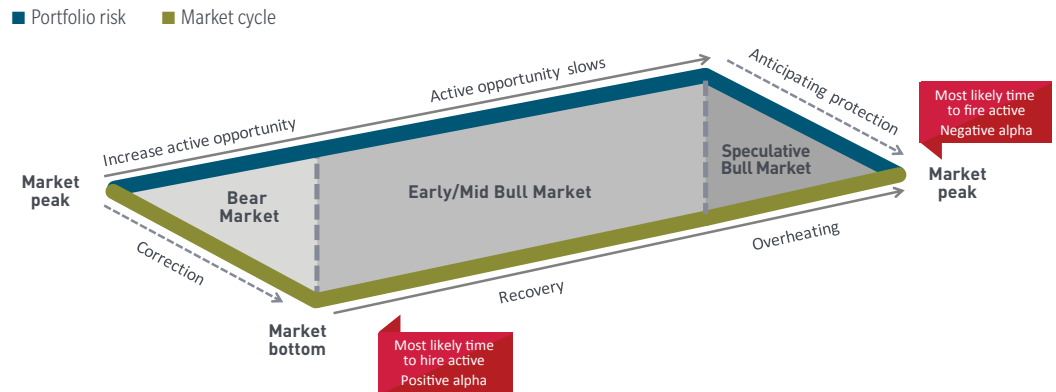 Portfolio risk
Market cycle
Active opportunity slows
Anticipating protection
Increase active opportunity
Most likely time
to fire active
Negative alpha
Market
peak
Bear
Market
Early/Mid Bull Market
Speculative
Bull Market
Market
peak
Correction
Recovery
Overheating
Market
bottom
Most likely time
to hire active
Positive alpha